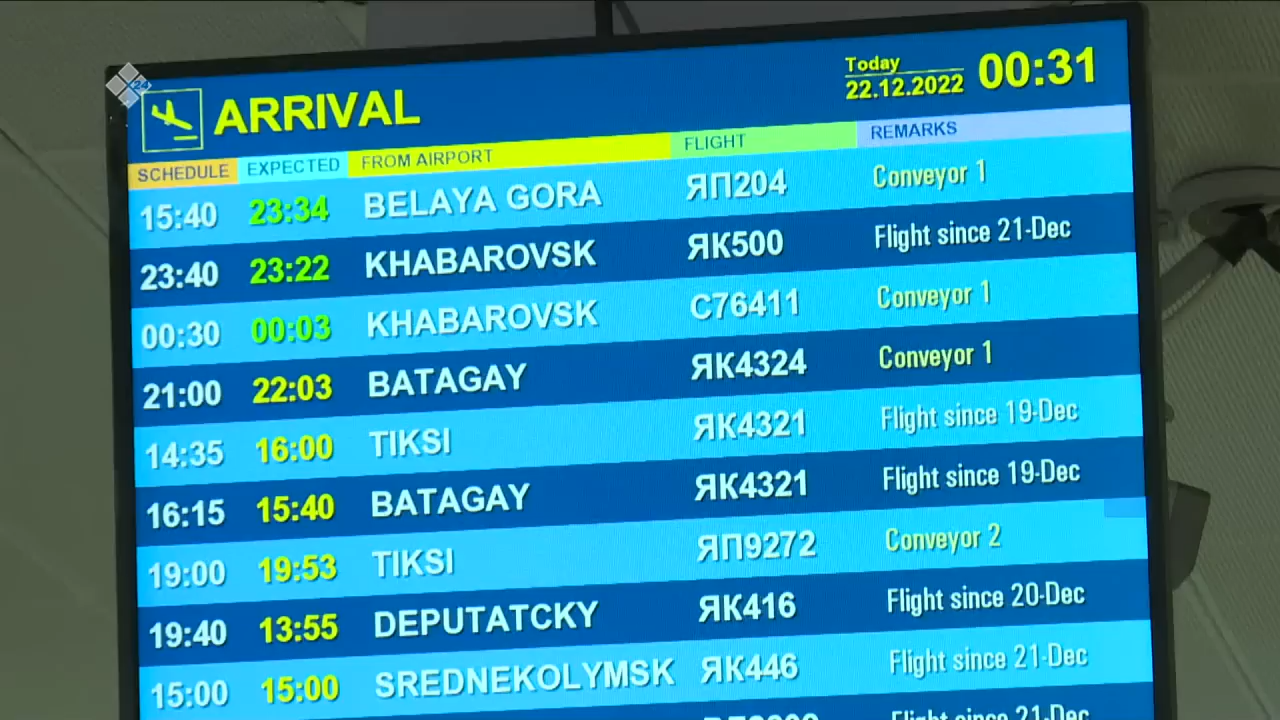 X24
Today
22.12.2022 00:31
ARRIVAL
SCHEDULE EXPECTED FROM AIRPORT FLIGHT REMARKS
15:40 23:34 BELAYA GORA ЯП204 Conveyor 1
23:40 23:22 KHABAROVSK ЯК500 Flight since 21-Dec
00:30 00:03 KHABAROVSK С76411 Conveyor 1
21:00 22:03 BATAGAY ЯК4324 Conveyor 1
14:35 16:00 TIKSI ЯК4321 Flight since 19-Dec
16:15 15:40 BATAGAY ЯК4321 Flight since 19-Dec
19:00 19:53 TIKSI ЯП9272 Conveyor 2
19:40 13:55 DEPUTATCKY ЯК416 Flight since 20-Dec
15:00 15:00 SREDNEKOLYMSK ЯК446 Flight since 21-Dec
Flight since 21-Dec